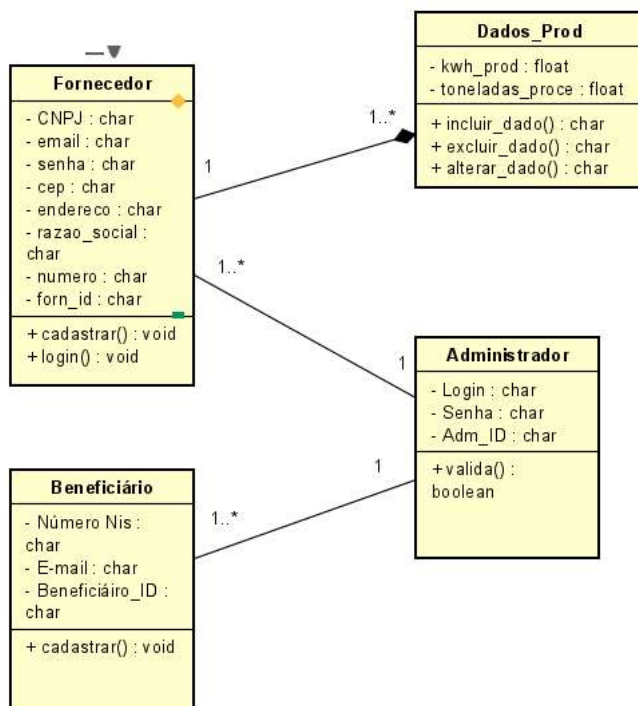 Fornecedor
- CNPJ : char
- email : char
- senha : char
- cep : char
- endereco : char
- razao_social :
char
- numero : char
- forn_id : char
+ cadastrar() : void
+ login() : void
Dados_Prod
- kwh_prod : float
- toneladas_proce : float
+ incluir_dado() : char
+ excluir_dado() : char
+ alterar_dado() : char
1..*
1
1..*
1
Administrador
- Login : char
- Senha : char
- Adm_ID : char
+ valida() :
boolean
1
1..*
Beneficiário
- Número Nis :
char
- E-mail : char
- Beneficiáiro_ID :
char
+ cadastrar() : void